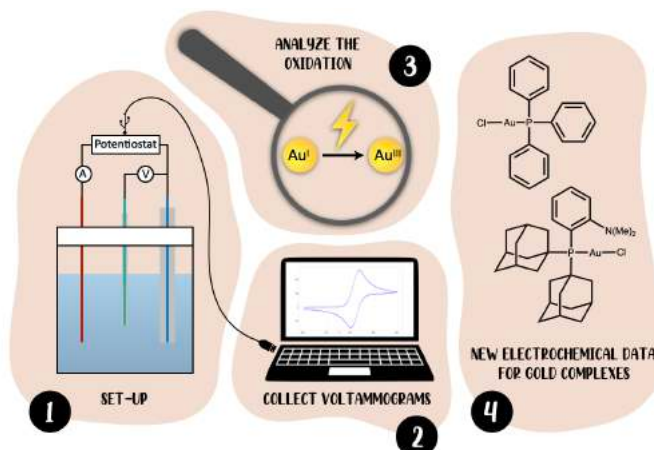 Potentiostat
A
V
1
SET-UP
COLLECT VOLTAMMOGRAMS
2
ANALYZE THE
OXIDATION
3
Au^I
Au^III
Cl
Au
P
N(Me)₂
P
Au
Cl
NEW ELECTROCHEMICAL DATA
FOR GOLD COMPLEXES
4